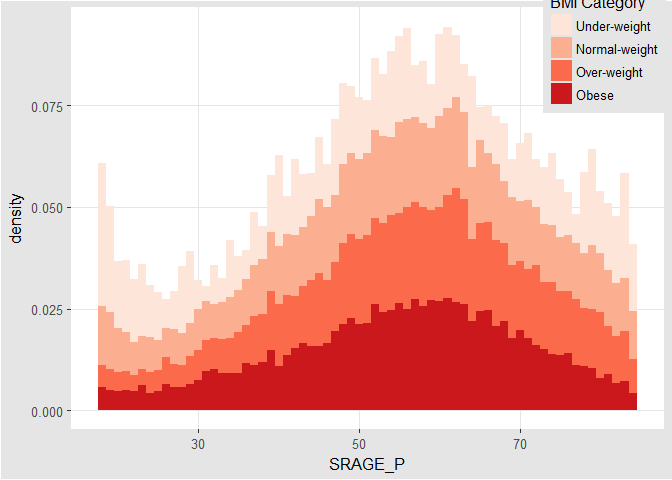 BMI Category
Under-weight
Normal-weight
Over-weight
Obese
0.075
0.050
0.025
0.000
density
30
50
70
SRAGE_P